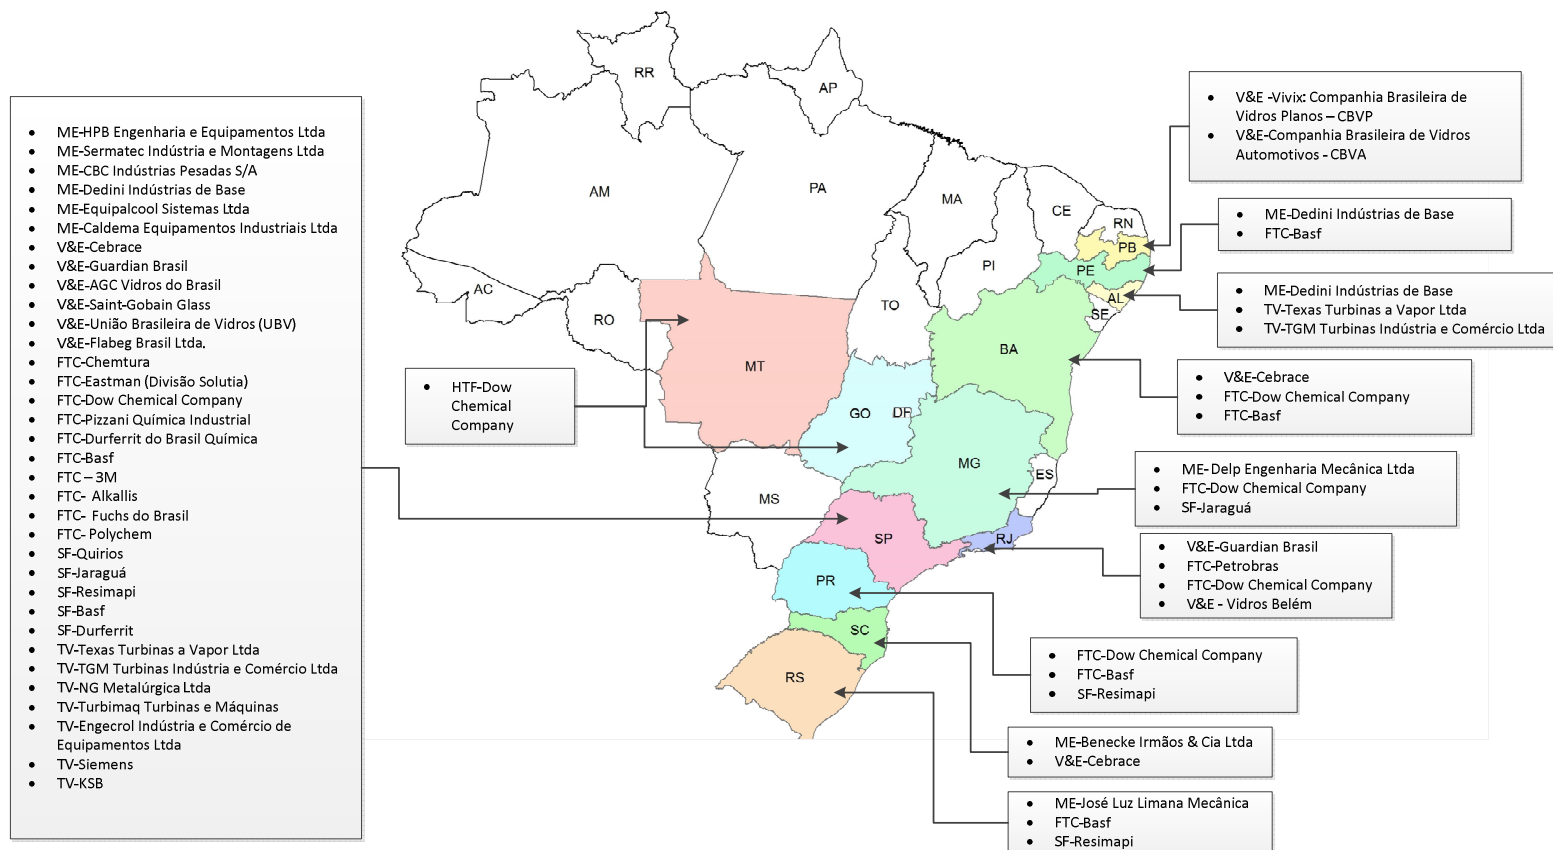 ME-HPB Engenharia e Equipamentos Ltda
ME-Sermatec Indústria e Montagens Ltda
ME-CBC Indústrias Pesadas S/A
ME-Dedini Indústrias de Base
ME-Equipalcool Sistemas Ltda
ME-Caldema Equipamentos Industriais Ltda
V&E-Cebrace
V&E-Guardian Brasil
V&E-AGC Vidros do Brasil
V&E-Saint-Gobain Glass
V&E-União Brasileira de Vidros (UBV)
V&E-Flabeg Brasil Ltda.
FTC-Chemtura
FTC-Eastman (Divisão Solutia)
FTC-Dow Chemical Company
FTC-Pizzani Química Industrial
FTC-Durferrit do Brasil Química
FTC-Basf
FTC – 3M
FTC- Alkallis
FTC- Fuchs do Brasil
FTC- Polychem
SF-Quirios
SF-Jaraguá
SF-Resimapi
SF-Basf
SF-Durferrit
TV-Texas Turbinas a Vapor Ltda
TV-TGM Turbinas Indústria e Comércio Ltda
TV-NG Metalúrgica Ltda
TV-Turbimaq Turbinas e Máquinas
TV-Engecrol Indústria e Comércio de
Equipamentos Ltda
TV-Siemens
TV-KSB
HTF-Dow
Chemical
Company
RR
AP
AM
PA
MA
CE
RN
PB
PI
PE
AL
SE
AC
RO
TO
BA
MT
GO
DF
MG
ES
MS
SP
RJ
PR
SC
RS
V&E -Vivix: Companhia Brasileira de
Vidros Planos – CBVP
V&E-Companhia Brasileira de Vidros
Automotivos - CBVA
ME-Dedini Indústrias de Base
FTC-Basf
ME-Dedini Indústrias de Base
TV-Texas Turbinas a Vapor Ltda
TV-TGM Turbinas Indústria e Comércio Ltda
V&E-Cebrace
FTC-Dow Chemical Company
FTC-Basf
ME- Delp Engenharia Mecânica Ltda
FTC-Dow Chemical Company
SF-Jaraguá
V&E-Guardian Brasil
FTC-Petrobras
FTC-Dow Chemical Company
V&E - Vidros Belém
FTC-Dow Chemical Company
FTC-Basf
SF-Resimapi
ME-Benecke Irmãos & Cia Ltda
V&E-Cebrace
ME-José Luz Limana Mecânica
FTC-Basf
SF-Resimapi